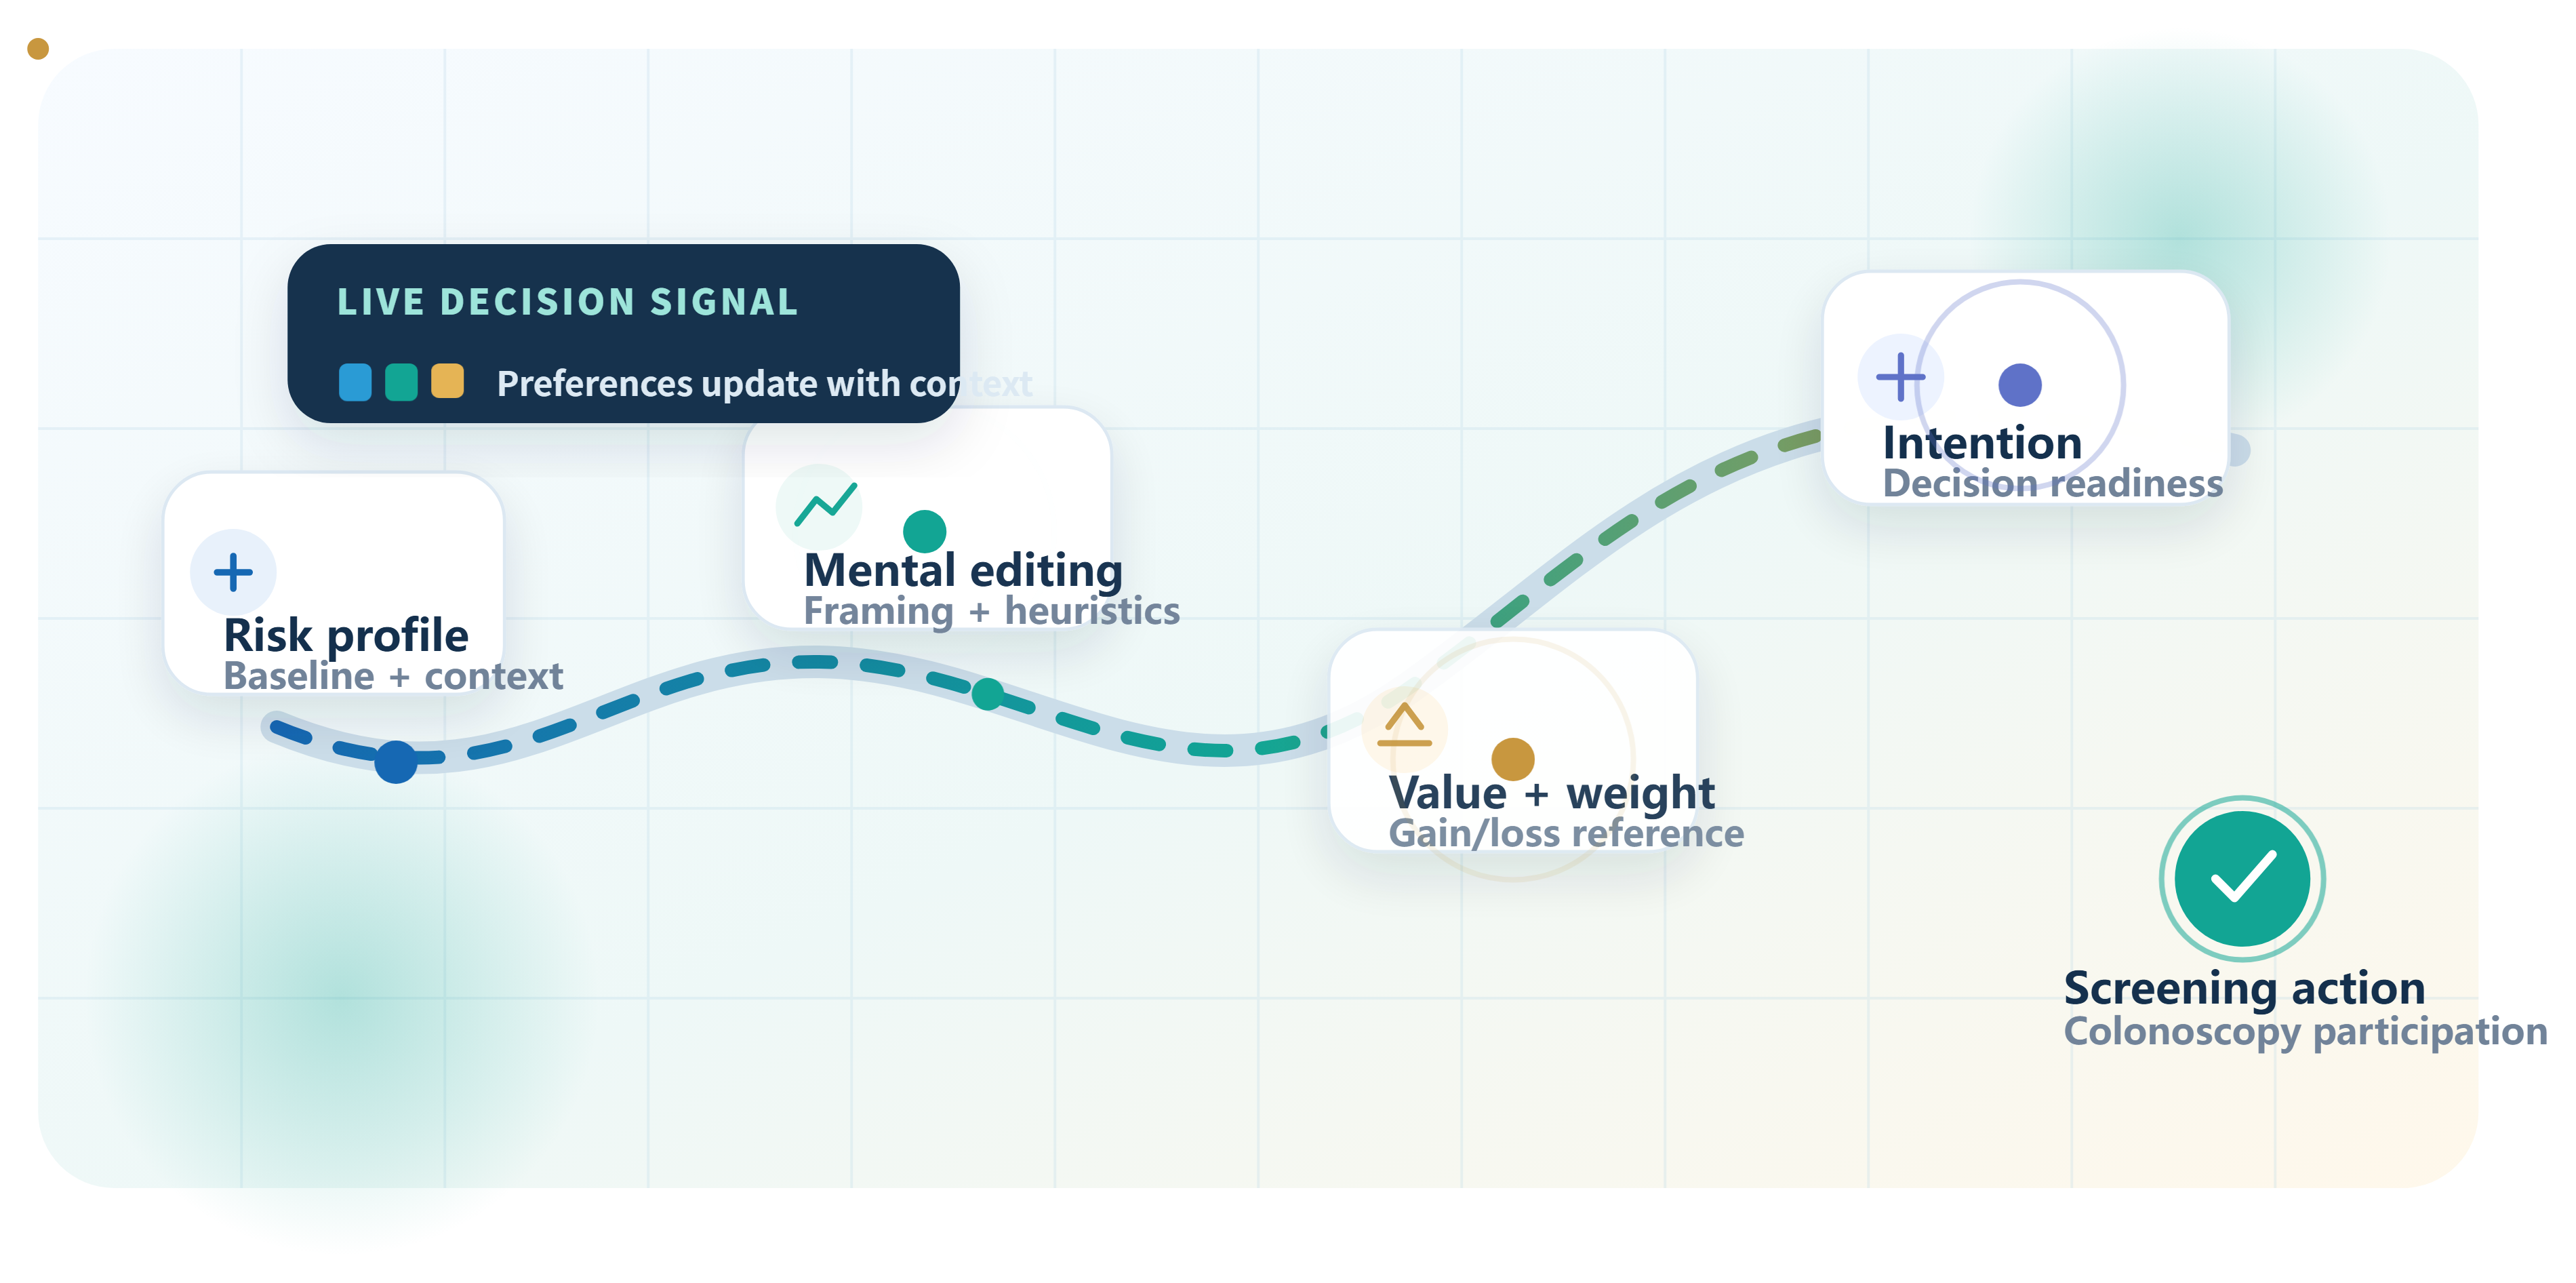 LIVE DECISION SIGNAL
Preferences update with context
Risk profile
Baseline + context
Mental editing
Framing + heuristics
Value + weight
Gain/loss reference
Intention
Decision readiness
Screening action
Colonoscopy participation